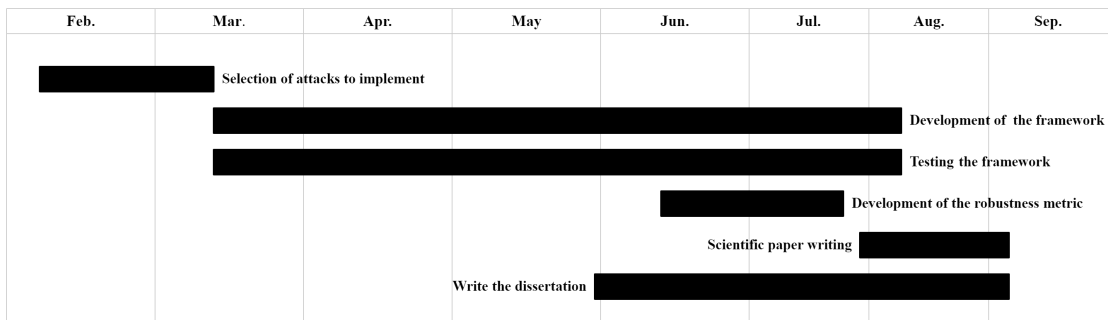 Feb. Mar. Apr. May Jun. Jul. Aug. Sep.
Selection of attacks to implement
Development of the framework
Testing the framework
Development of the robustness metric
Scientific paper writing
Write the dissertation